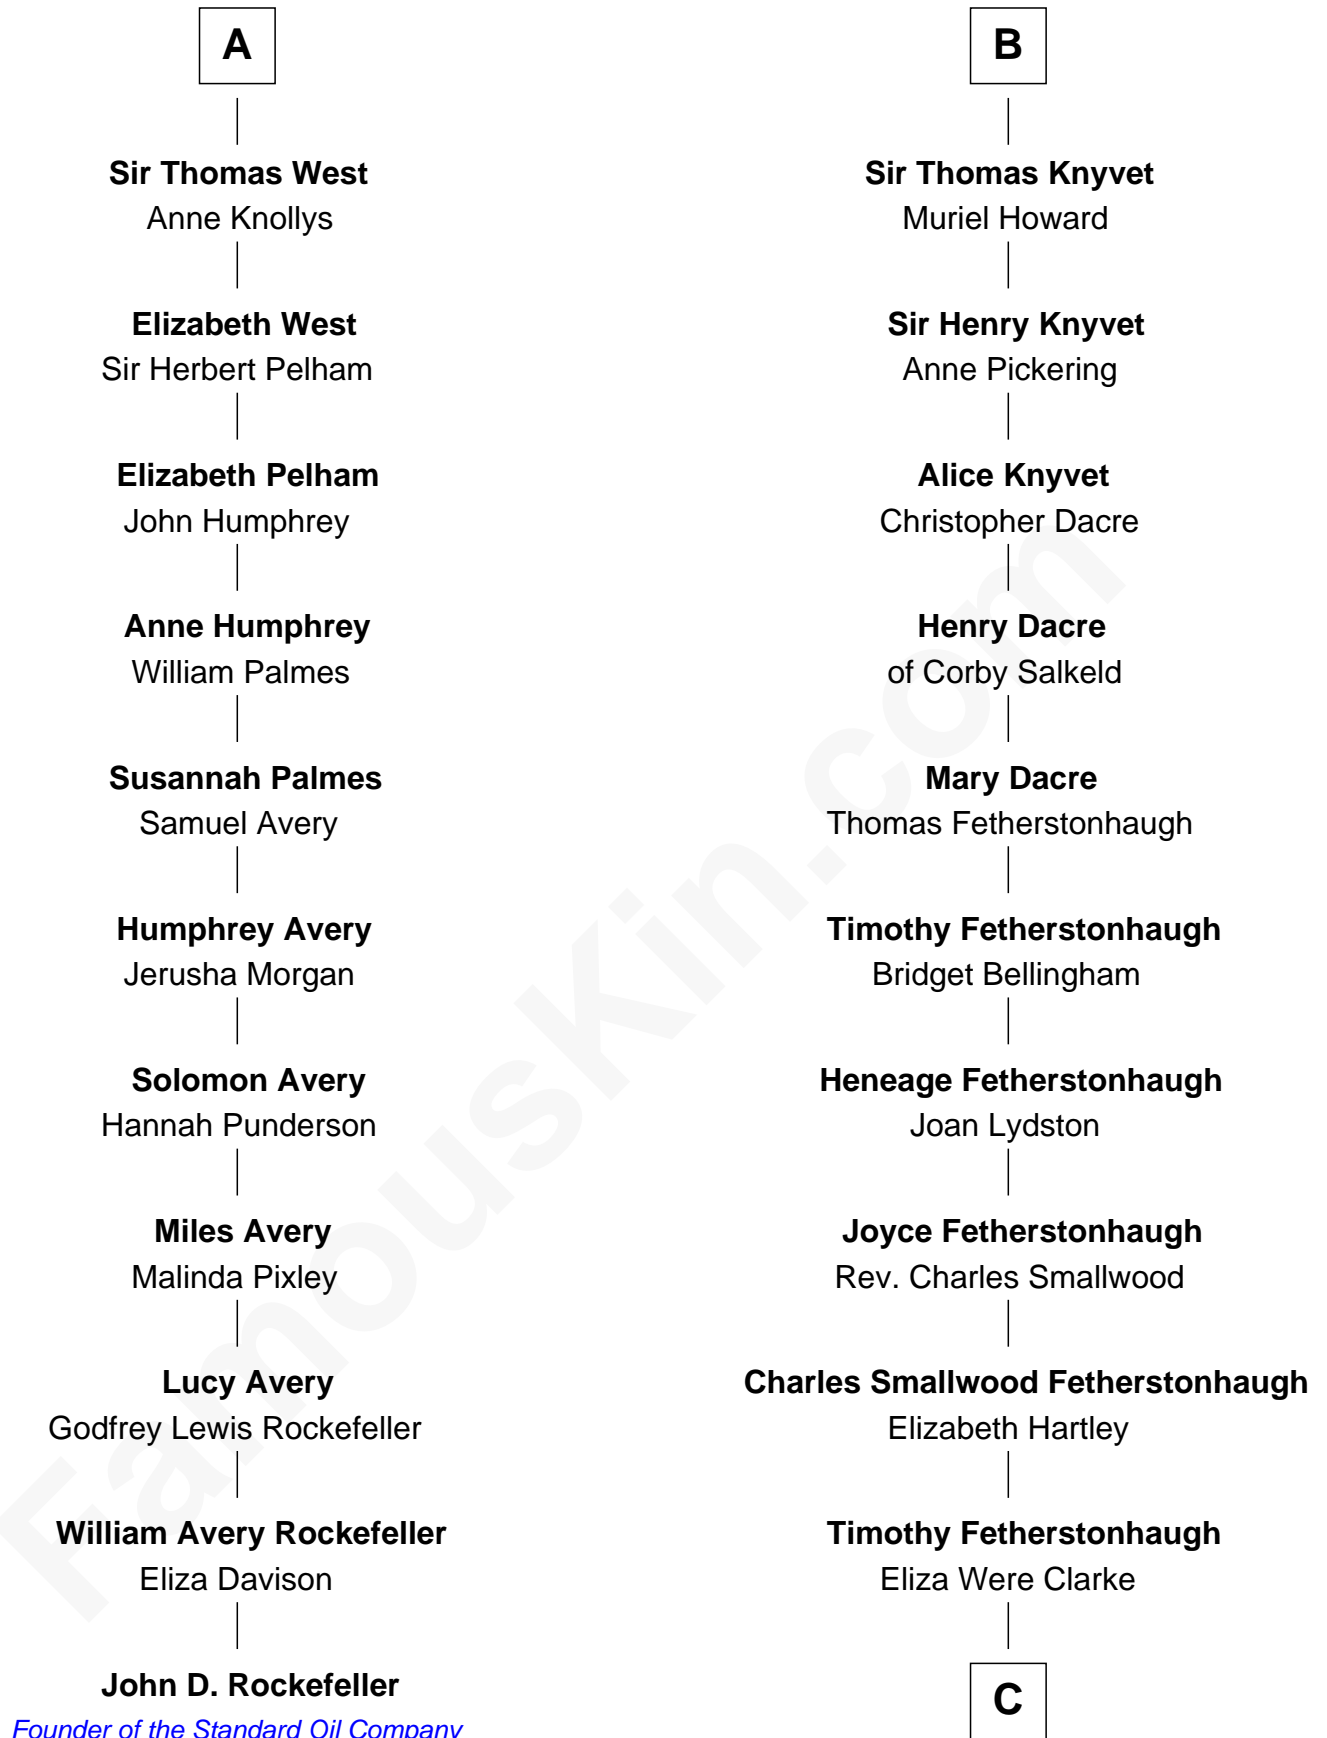 A
Sir Thomas West
Anne Knollys
Elizabeth West
Sir Herbert Pelham
Elizabeth Pelham
John Humphrey
Anne Humphrey
William Palmes
Susannah Palmes
Samuel Avery
Humphrey Avery
Jerusha Morgan
Solomon Avery
Hannah Punderson
Miles Avery
Malinda Pixley
Lucy Avery
Godfrey Lewis Rockefeller
William Avery Rockefeller
Eliza Davison
John D. Rockefeller
Founder of the Standard Oil Company
B
Sir Thomas Knyvet
Muriel Howard
Sir Henry Knyvet
Anne Pickering
Alice Knyvet
Christopher Dacre
Henry Dacre
of Corby Salkeld
Mary Dacre
Thomas Fetherstonhaugh
Timothy Fetherstonhaugh
Bridget Bellingham
Heneage Fetherstonhaugh
Joan Lydston
Joyce Fetherstonhaugh
Rev. Charles Smallwood
Charles Smallwood Fetherstonhaugh
Elizabeth Hartley
Timothy Fetherstonhaugh
Eliza Were Clarke
C
FamousKin.com